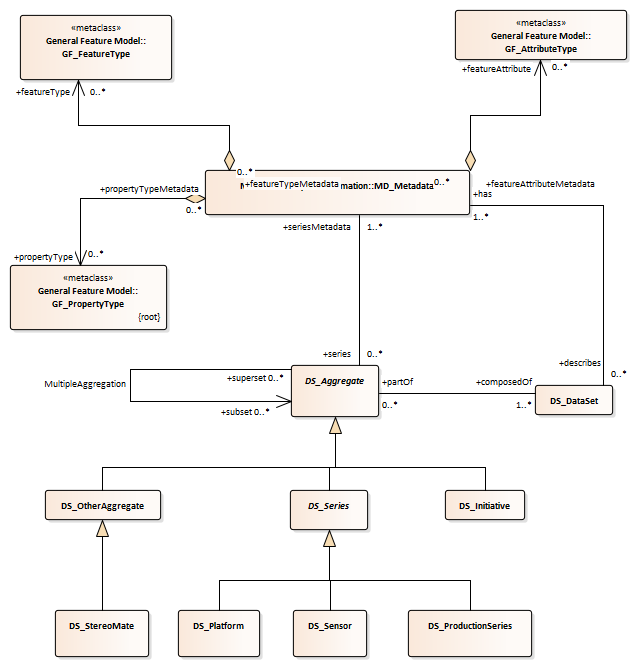 «metaclass»
General Feature Model::
GF_FeatureType
«metaclass»
General Feature Model::
GF_AttributeType
+featureType
0..*
+featureAttribute
0..*
0..*
+featureTypeMetadata
mation::MD_Metadata
0..*
+propertyTypeMetadata
0..*
+featureAttributeMetadata
+has
1..*
+seriesMetadata
1..*
+propertyType
0..*
«metaclass»
General Feature Model::
GF_PropertyType
{root}
+series
0..*
+describes
0..*
MultipleAggregation
+superset 0..*
+subset 0..*
DS_Aggregate
+partOf
0..*
+composedOf
1..*
DS_DataSet
DS_OtherAggregate
DS_Series
DS_Initiative
DS_StereoMate
DS_Platform
DS_Sensor
DS_ProductionSeries